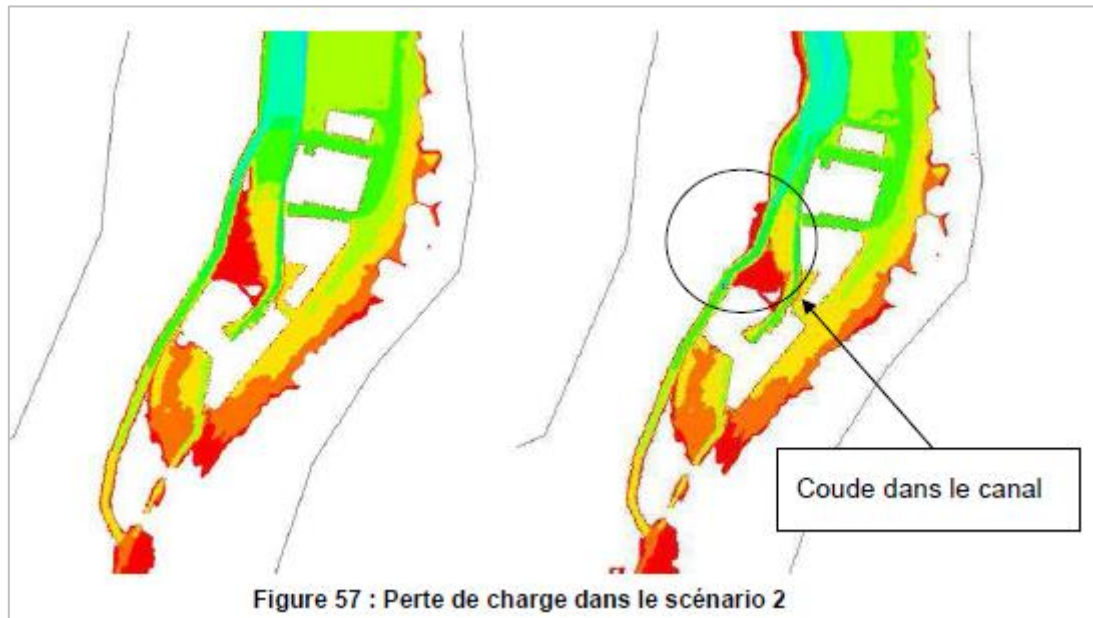 Coude dans le canal
Figure 57 : Perte de charge dans le scénario 2